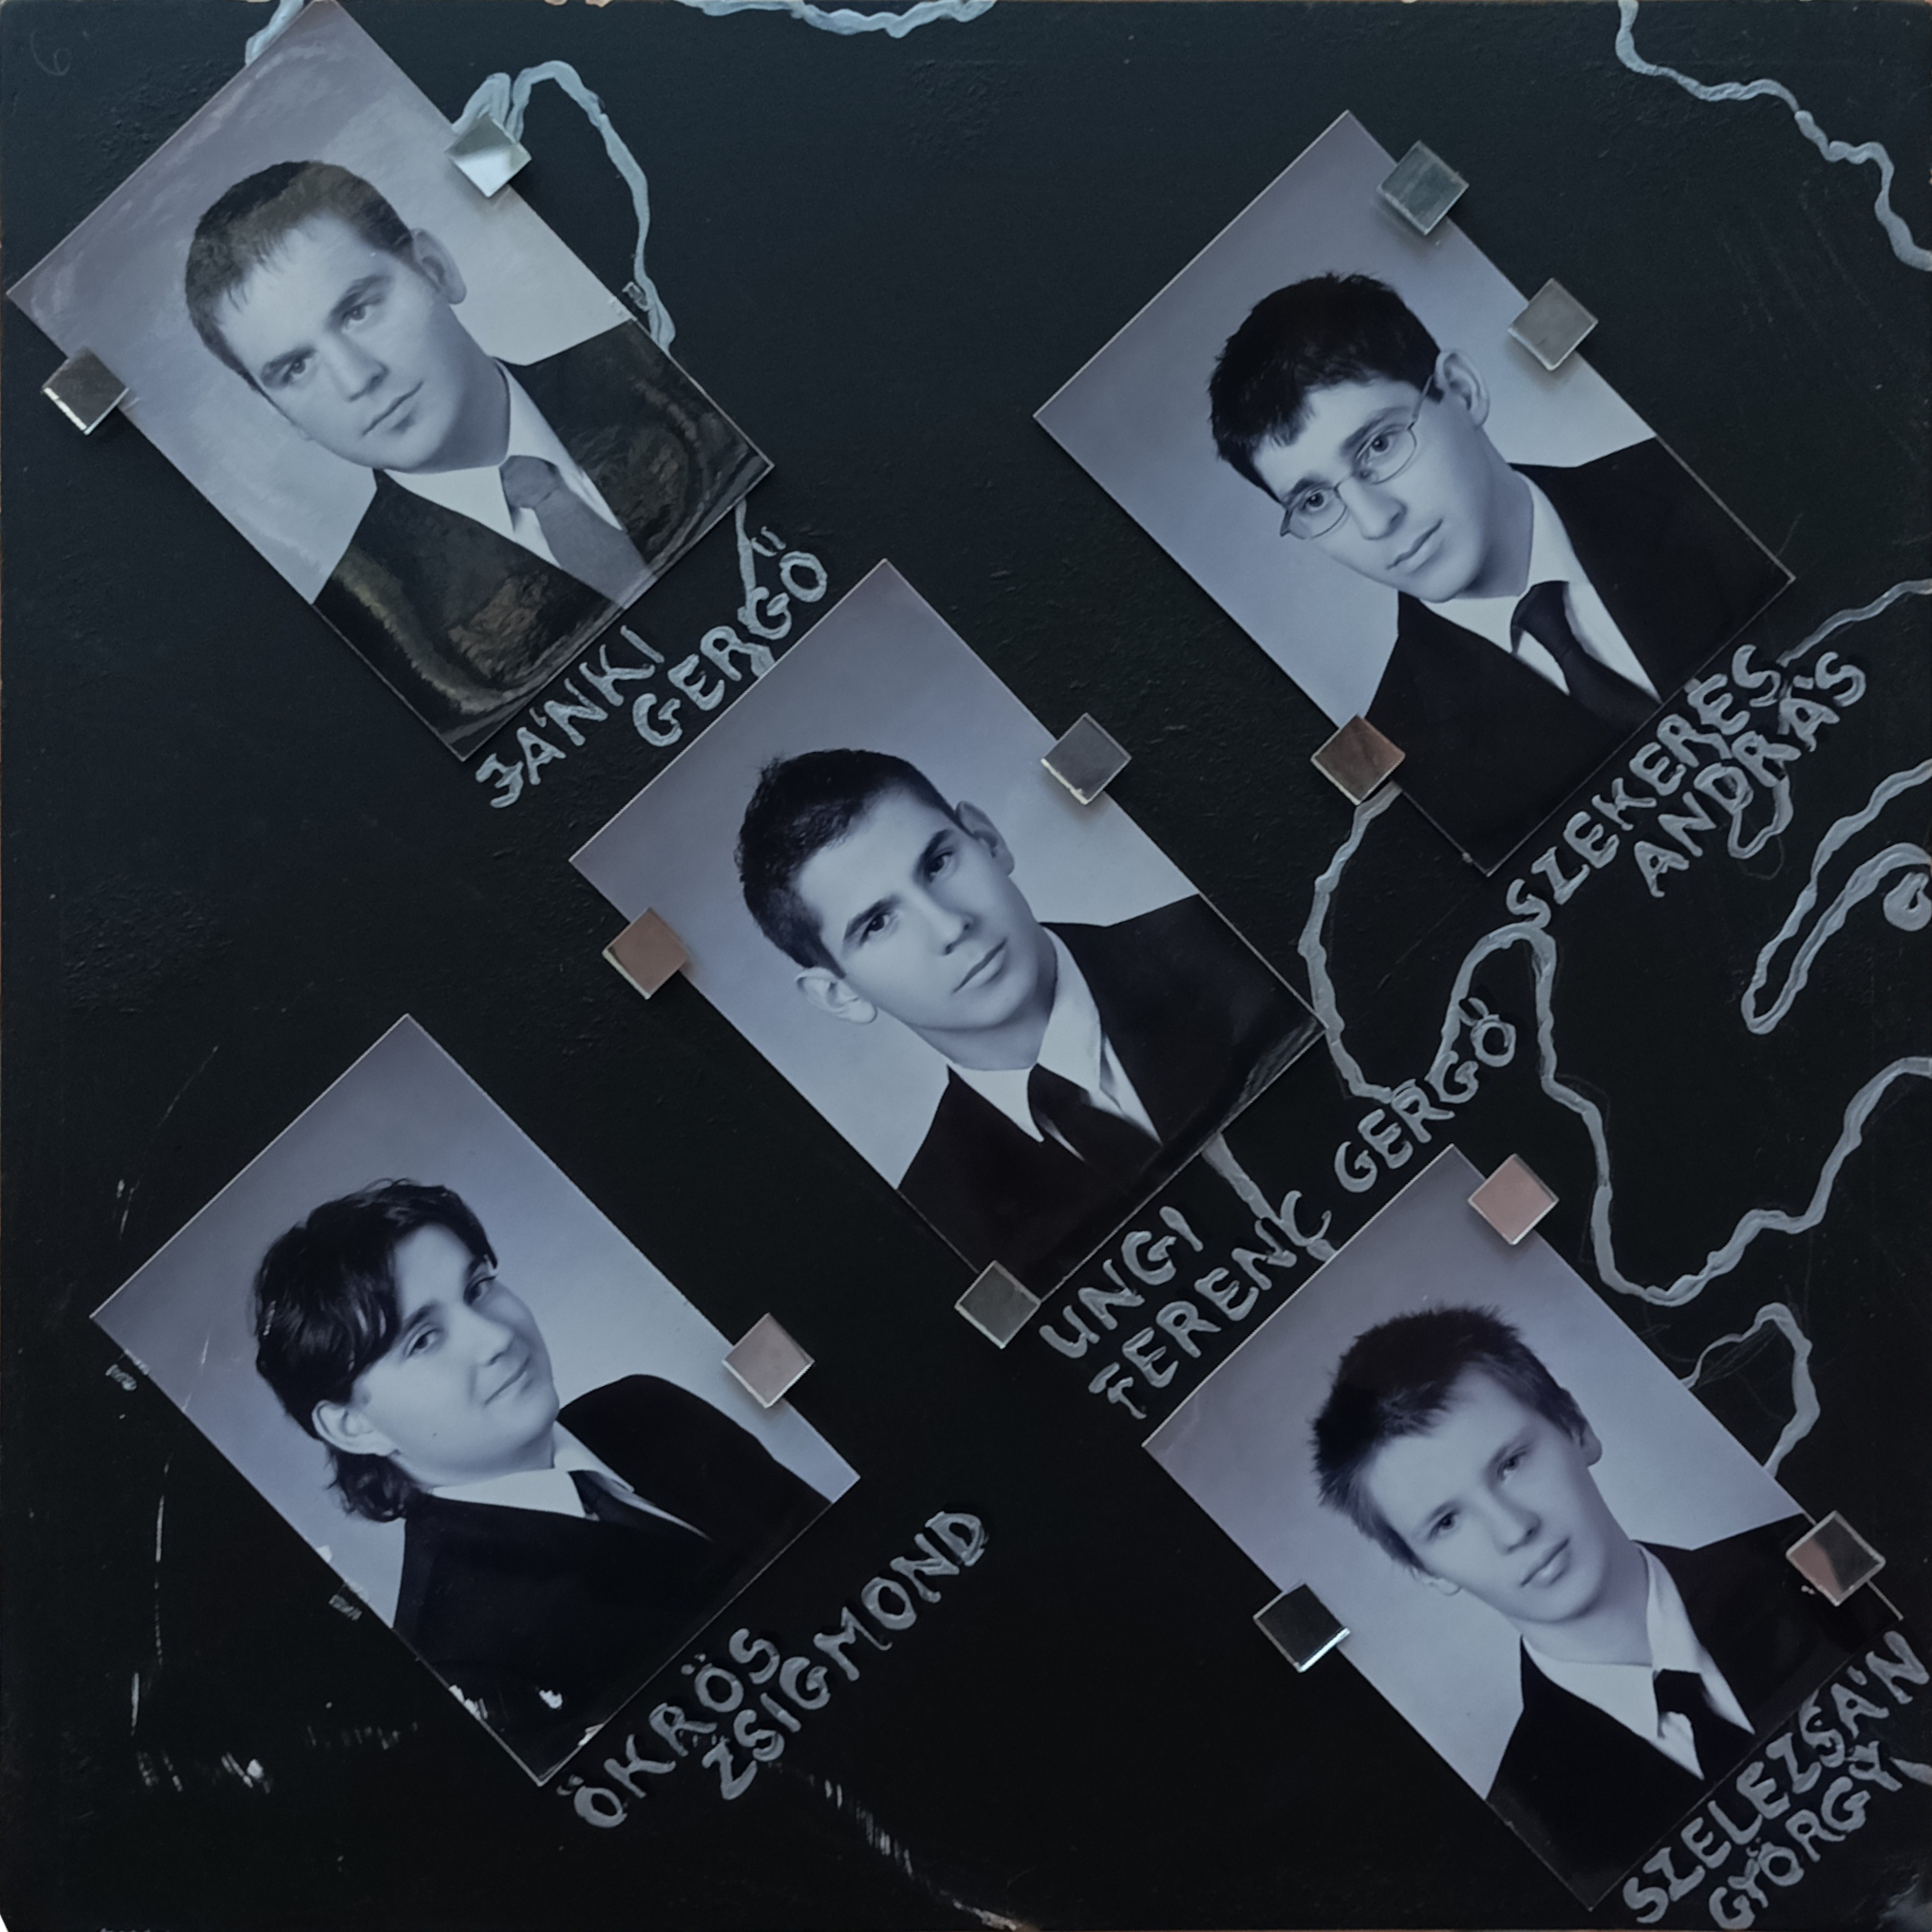 JÁNKI
GERGŐ
SZEKERES
ANDRÁS
UNGI
FERENC GERGŐ
ÖKRÖS
ZSIGMOND
SZELEZSÁN
GYÖRGY